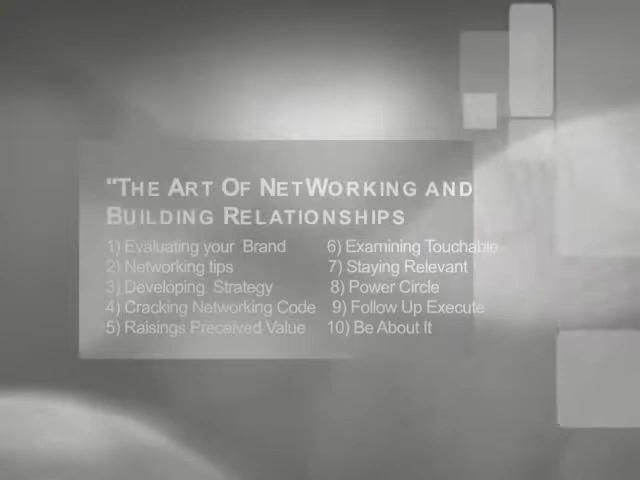 "The Art Of NetWorking and
Building Relationships
1) Evaluating your Brand
2) Networking tips
3) Developing Strategy
4) Cracking Networking Code
5) Raisings Preceived Value
6) Examining Touchable
7) Staying Relevant
8) Power Circle
9) Follow Up Execute
10) Be About It